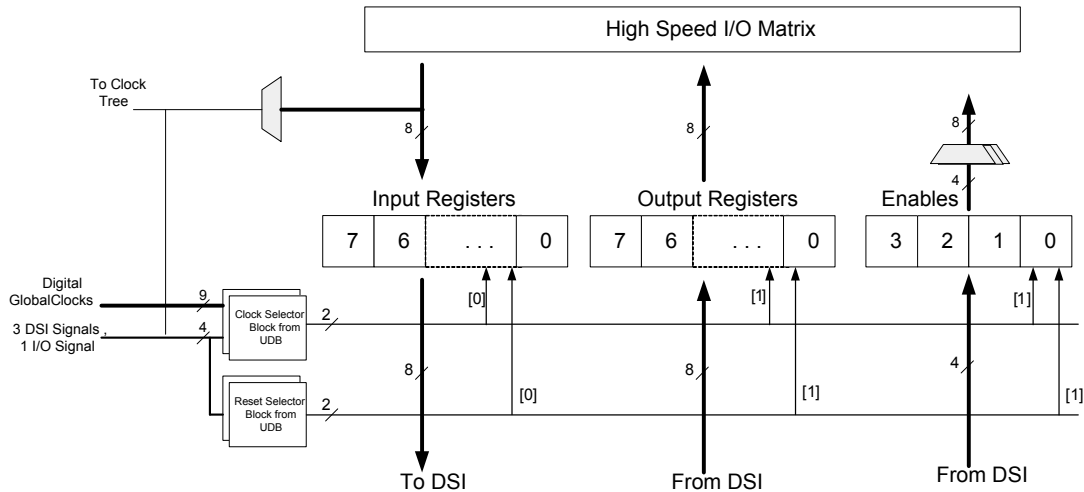 High Speed I/O Matrix
To Clock
Tree
8
8
8
4
Input Registers
Output Registers
Enables
7 6 . . . 0
7 6 . . . 0
3 2 1 0
Digital
GlobalClocks
9
3 DSI Signals ,
1 I/O Signal
4
Clock Selector
Block from
UDB
2
[0]
[1]
[1]
Reset Selector
Block from
UDB
2
8
[0]
8
[1]
4
[1]
To DSI
From DSI
From DSI